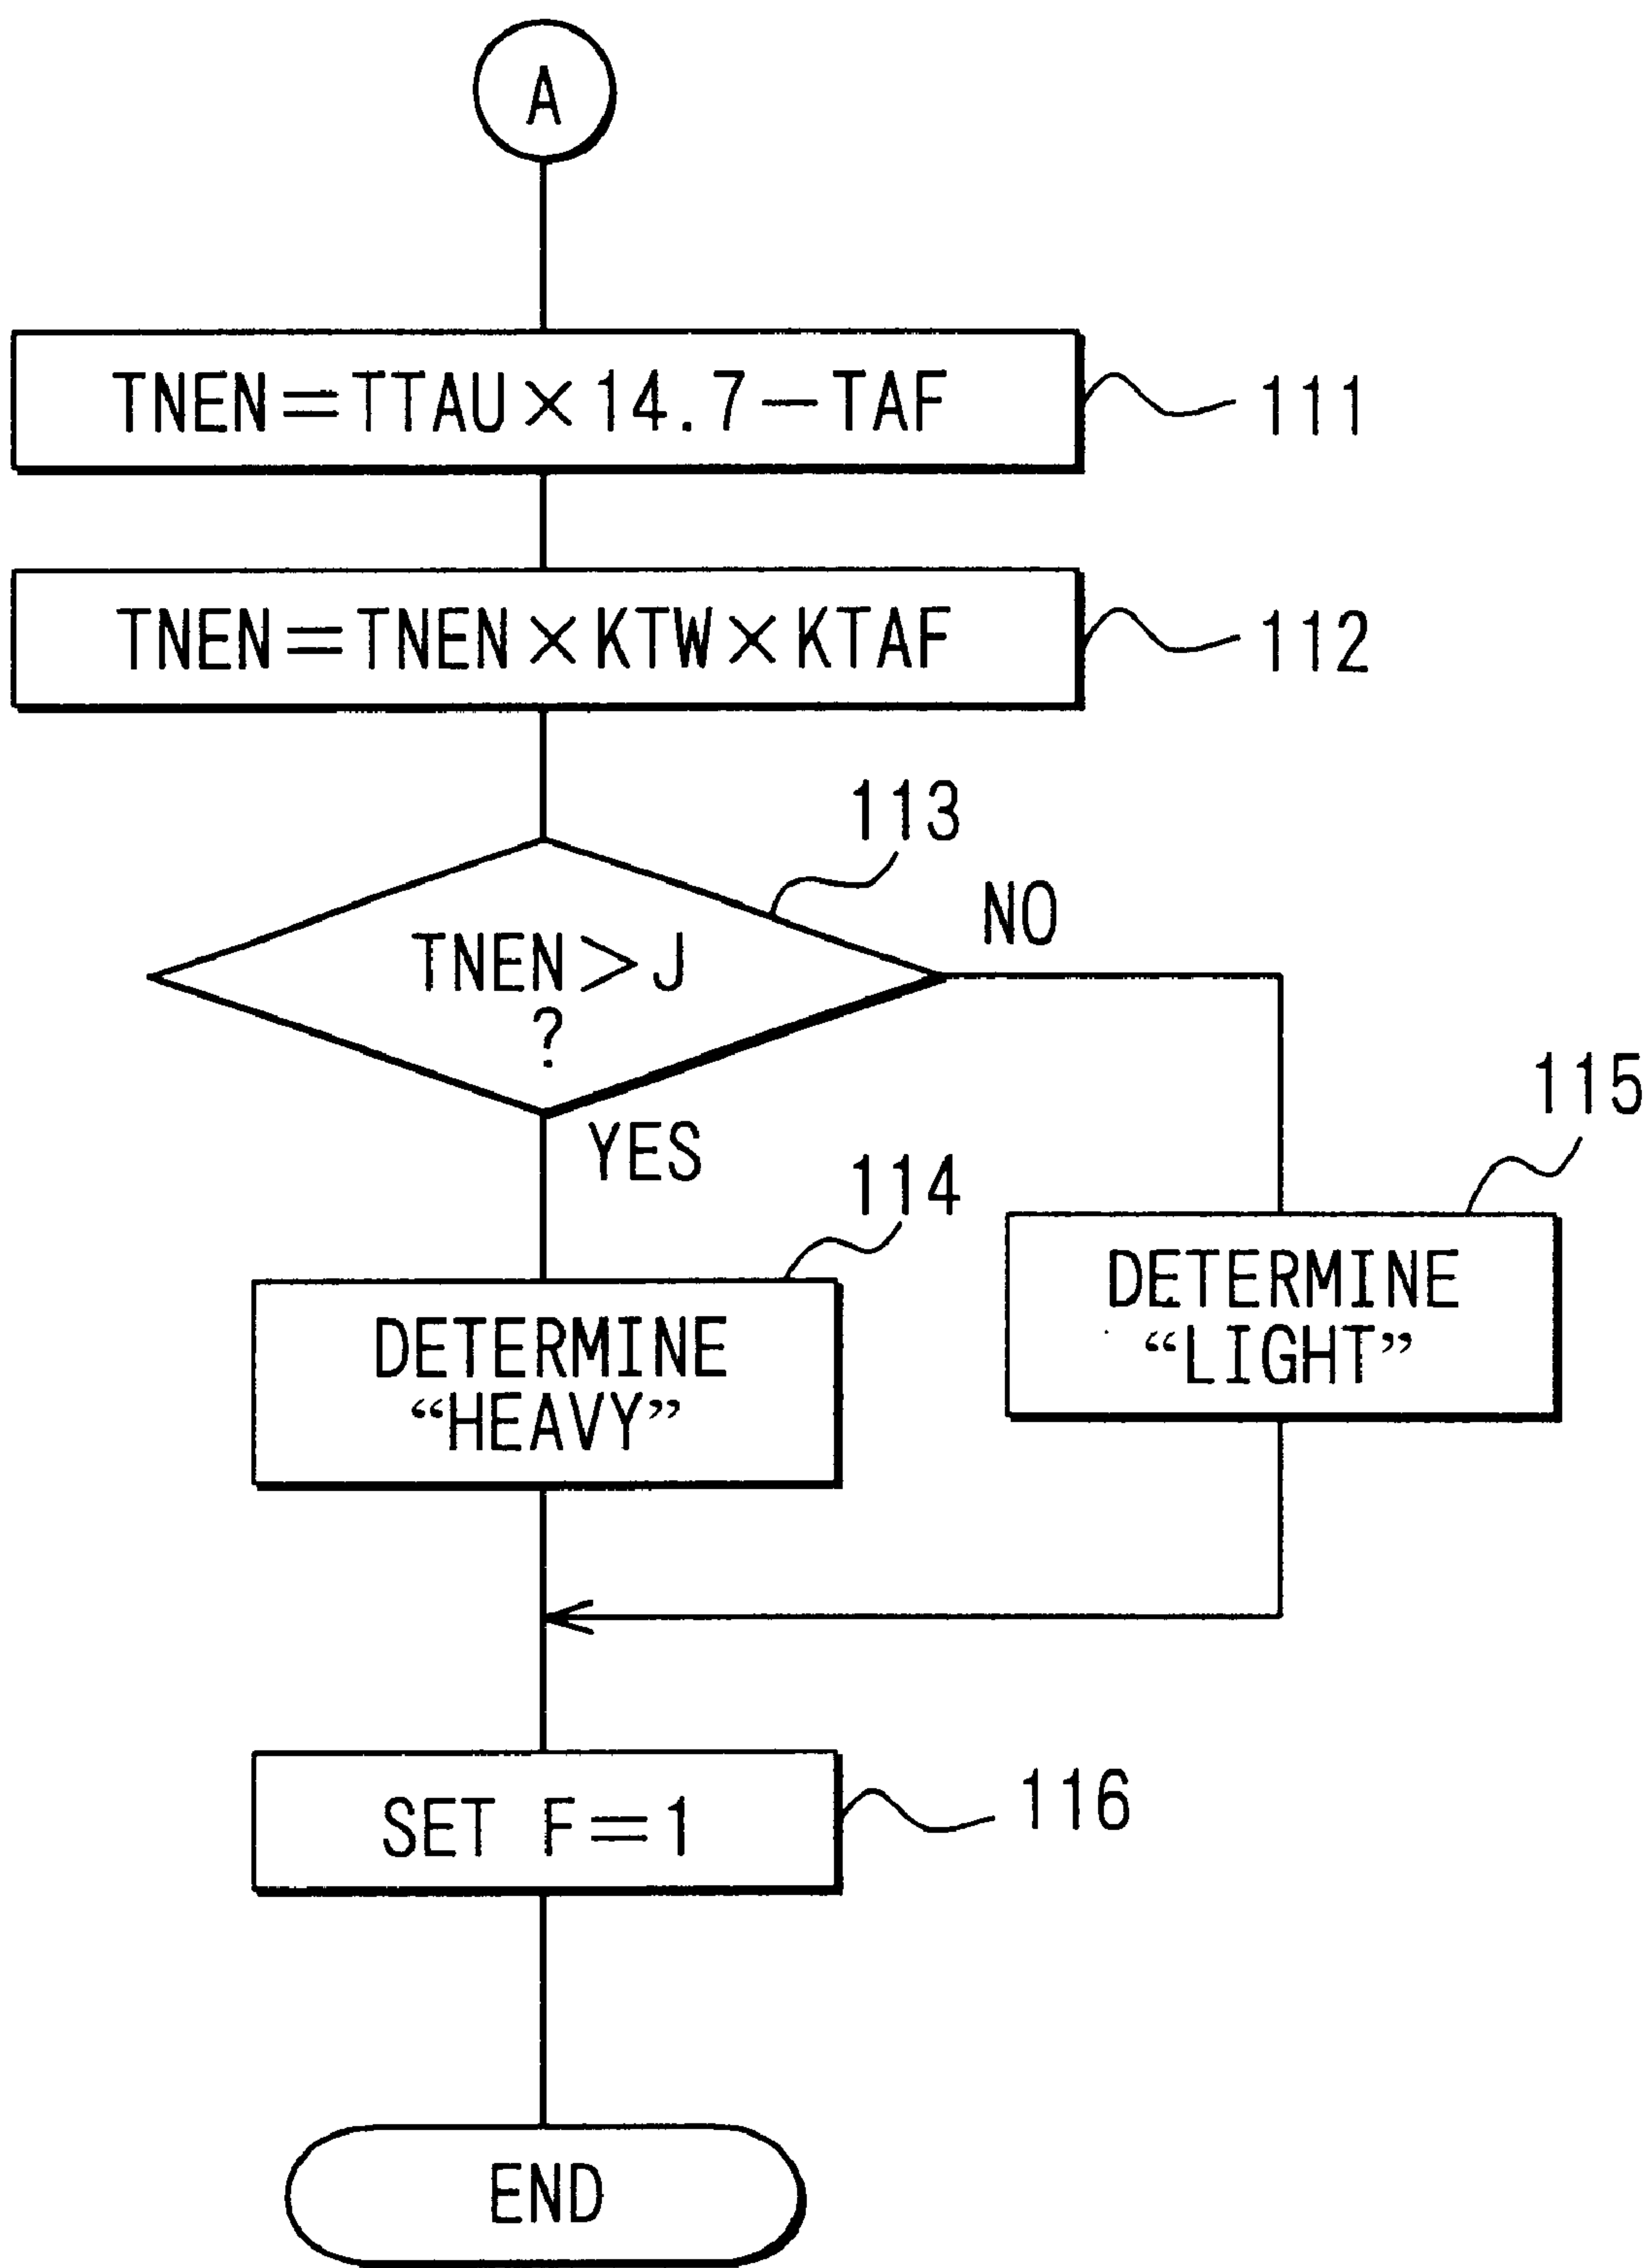 A
TNEN=TTAU×14.7-TAF
111
TNEN=TNEN×KTW×KTAF
112
113
TNEN>J
?
NO
YES
114
115
DETERMINE
“HEAVY”
DETERMINE
“LIGHT”
SET F=1
116
END